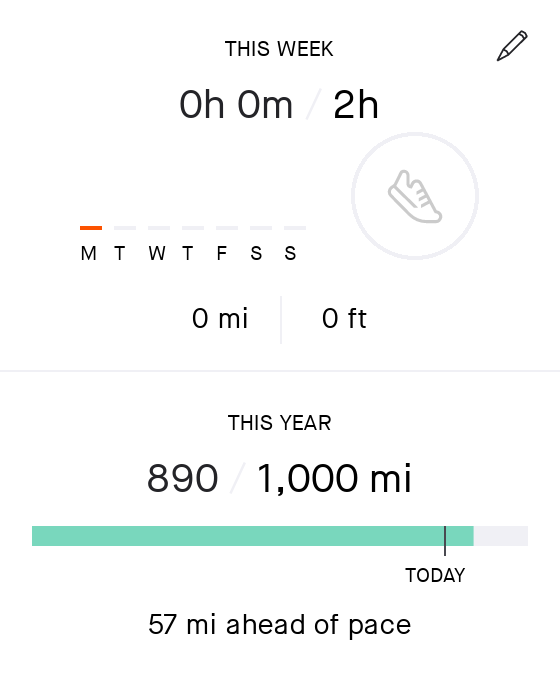 THIS WEEK
0h 0m / 2h
M T W T F S S
0 mi 0 ft
THIS YEAR
890 / 1,000 mi
TODAY
57 mi ahead of pace